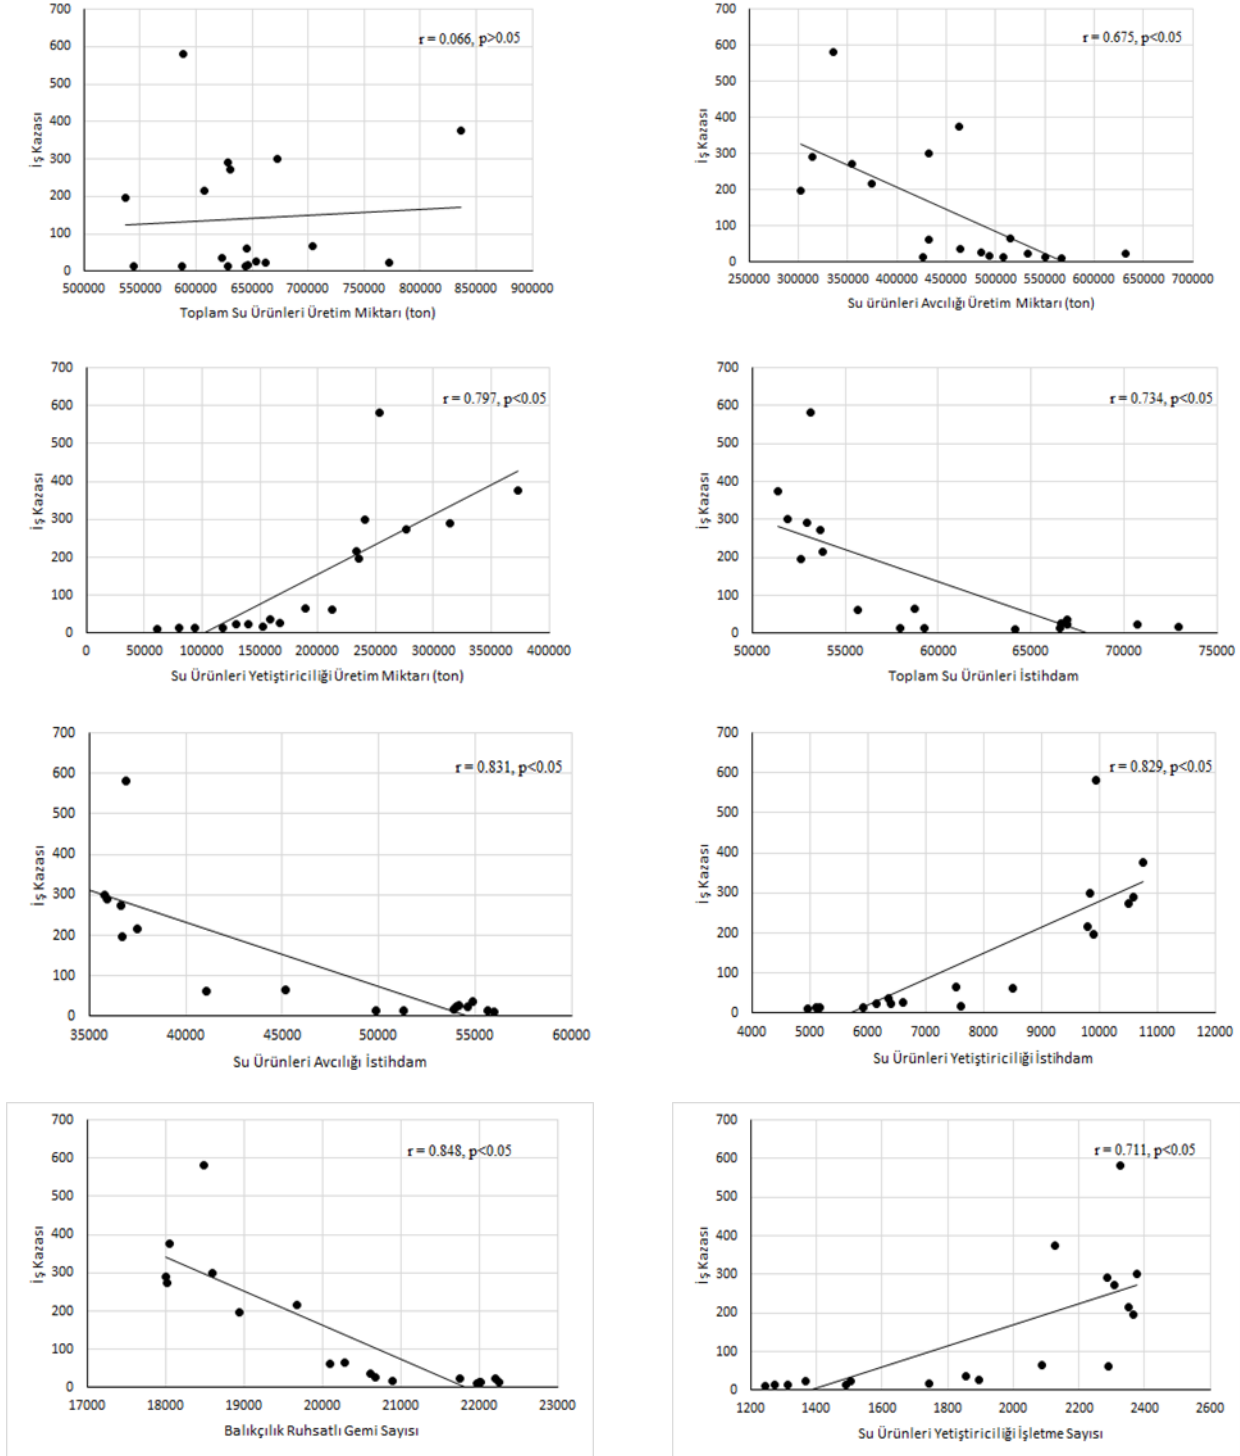 700
600
500
400
300
200
100
0
İş Kazası
r = 0.066, p>0.05
500000 550000 600000 650000 700000 750000 800000 850000 900000
Toplam Su Ürünleri Üretim Miktarı (ton)
700
600
500
400
300
200
100
0
İş Kazası
r = 0.675, p<0.05
250000 300000 350000 400000 450000 500000 550000 600000 650000 700000
Su ürünleri Avcılığı Üretim Miktarı (ton)
700
600
500
400
300
200
100
0
İş Kazası
r = 0.797, p<0.05
0 50000 100000 150000 200000 250000 300000 350000 400000
Su Ürünleri Yetiştiriciliği Üretim Miktarı (ton)
700
600
500
400
300
200
100
0
İş Kazası
r = 0.734, p<0.05
50000 55000 60000 65000 70000 75000
Toplam Su Ürünleri İstihdam
700
600
500
400
300
200
100
0
İş Kazası
r = 0.831, p<0.05
35000 40000 45000 50000 55000 60000
Su Ürünleri Avcılığı İstihdam
700
600
500
400
300
200
100
0
İş Kazası
r = 0.829, p<0.05
4000 5000 6000 7000 8000 9000 10000 11000 12000
Su Ürünleri Yetiştiriciliği İstihdam
700
600
500
400
300
200
100
0
İş Kazası
r = 0.848, p<0.05
17000 18000 19000 20000 21000 22000 23000
Balıkçılık Ruhsatlı Gemi Sayısı
700
600
500
400
300
200
100
0
İş Kazası
r = 0.711, p<0.05
1200 1400 1600 1800 2000 2200 2400 2600
Su Ürünleri Yetiştiriciliği İşletme Sayısı